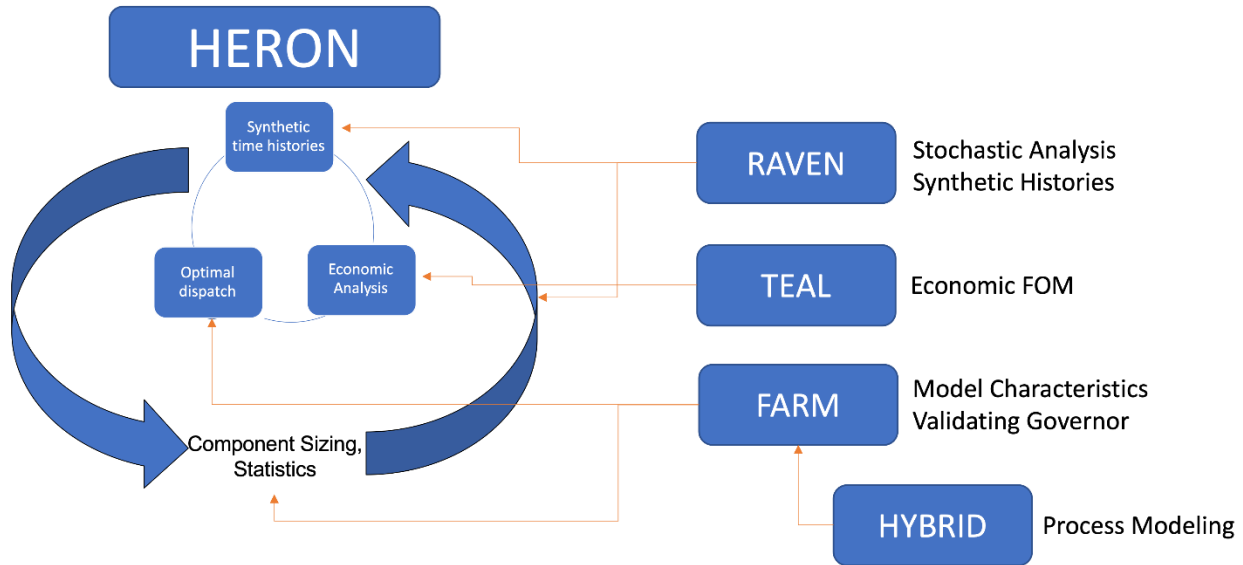 HERON
Synthetic
time histories
Optimal
dispatch
Economic
Analysis
Component Sizing,
Statistics
RAVEN
Stochastic Analysis
Synthetic Histories
TEAL
Economic FOM
FARM
Model Characteristics
Validating Governor
HYBRID
Process Modeling